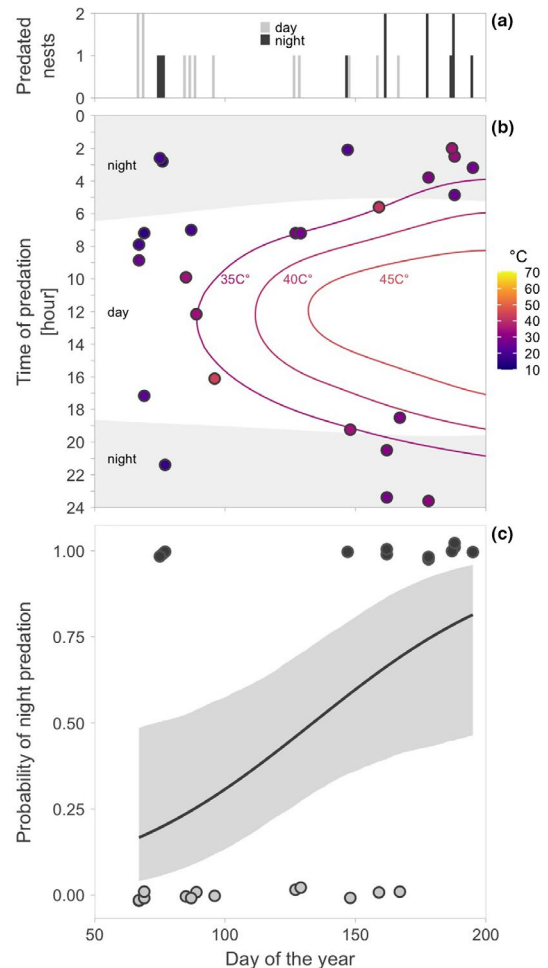 (a)
Predated
nests
2
1
0
day
night
(b)
Time of predation
[hour]
0
2
4
6
8
10
12
14
16
18
20
22
24
night
day
night
35C°
40C°
45C°
°C
70
60
50
40
30
20
10
(c)
Probability of night predation
1.00
0.75
0.50
0.25
0.00
50
100
150
200
Day of the year